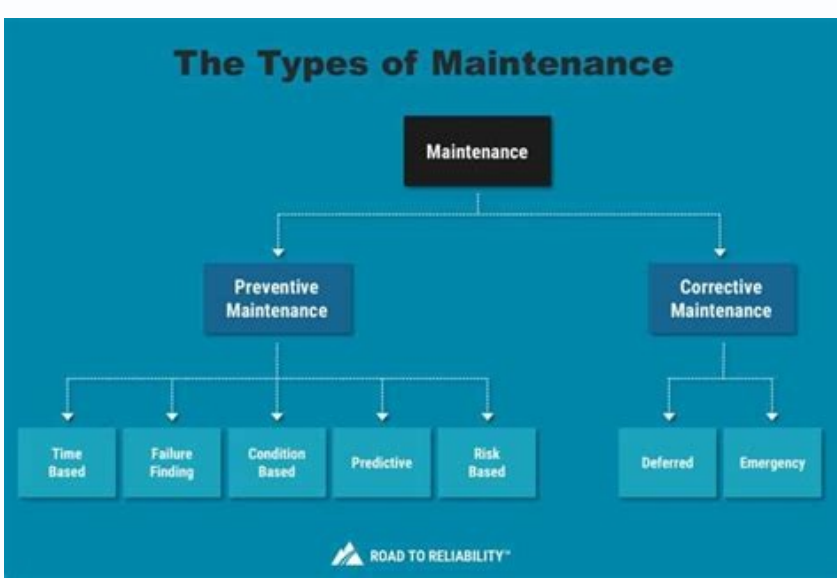 The Types of Maintenance
Maintenance
Preventive
Maintenance
Corrective
Maintenance
Time
Based
Failure
Finding
Condition
Based
Predictive
Risk
Based
Deferred
Emergency
ROAD TO RELIABILITY™